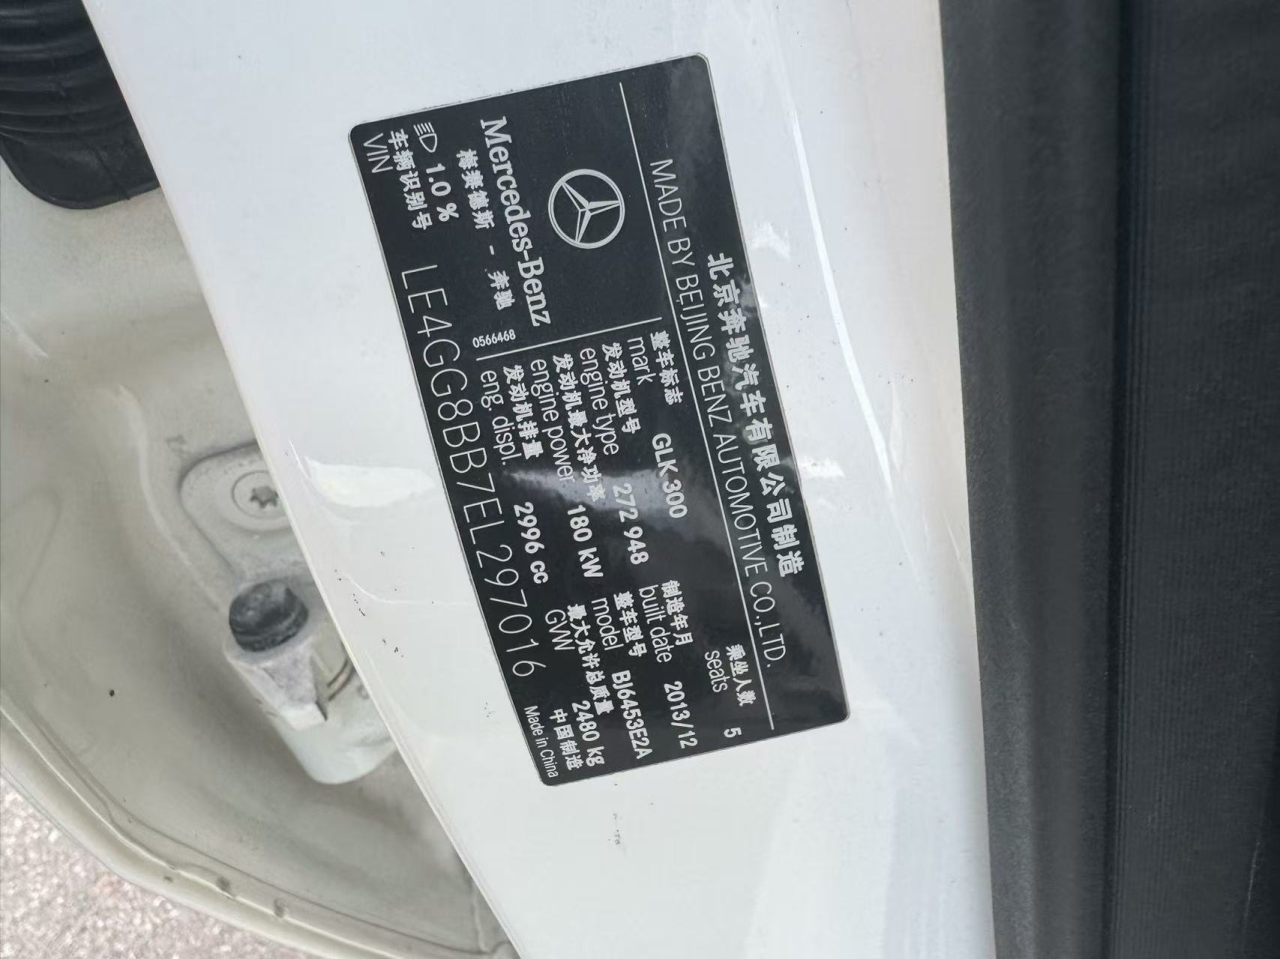 北京奔驰汽车有限公司制造
MADE BY BEIJING BENZ AUTOMOTIVE CO.,LTD.
Mercedes-Benz
梅赛德斯 - 奔驰
1.0 %
0566468
整车标志
mark
GLK 300
乘坐人数
seats
5
发动机型号
engine type
272 948
制造年月
built date
2013/12
发动机最大净功率
engine power
180 kW
整车型号
model
BJ6453E2A
发动机排量
eng. displ.
2996 cc
最大允许总质量
GVW
2480 kg
车辆识别号
VIN
LE4GG8BB7EL297016
中国制造
Made in China